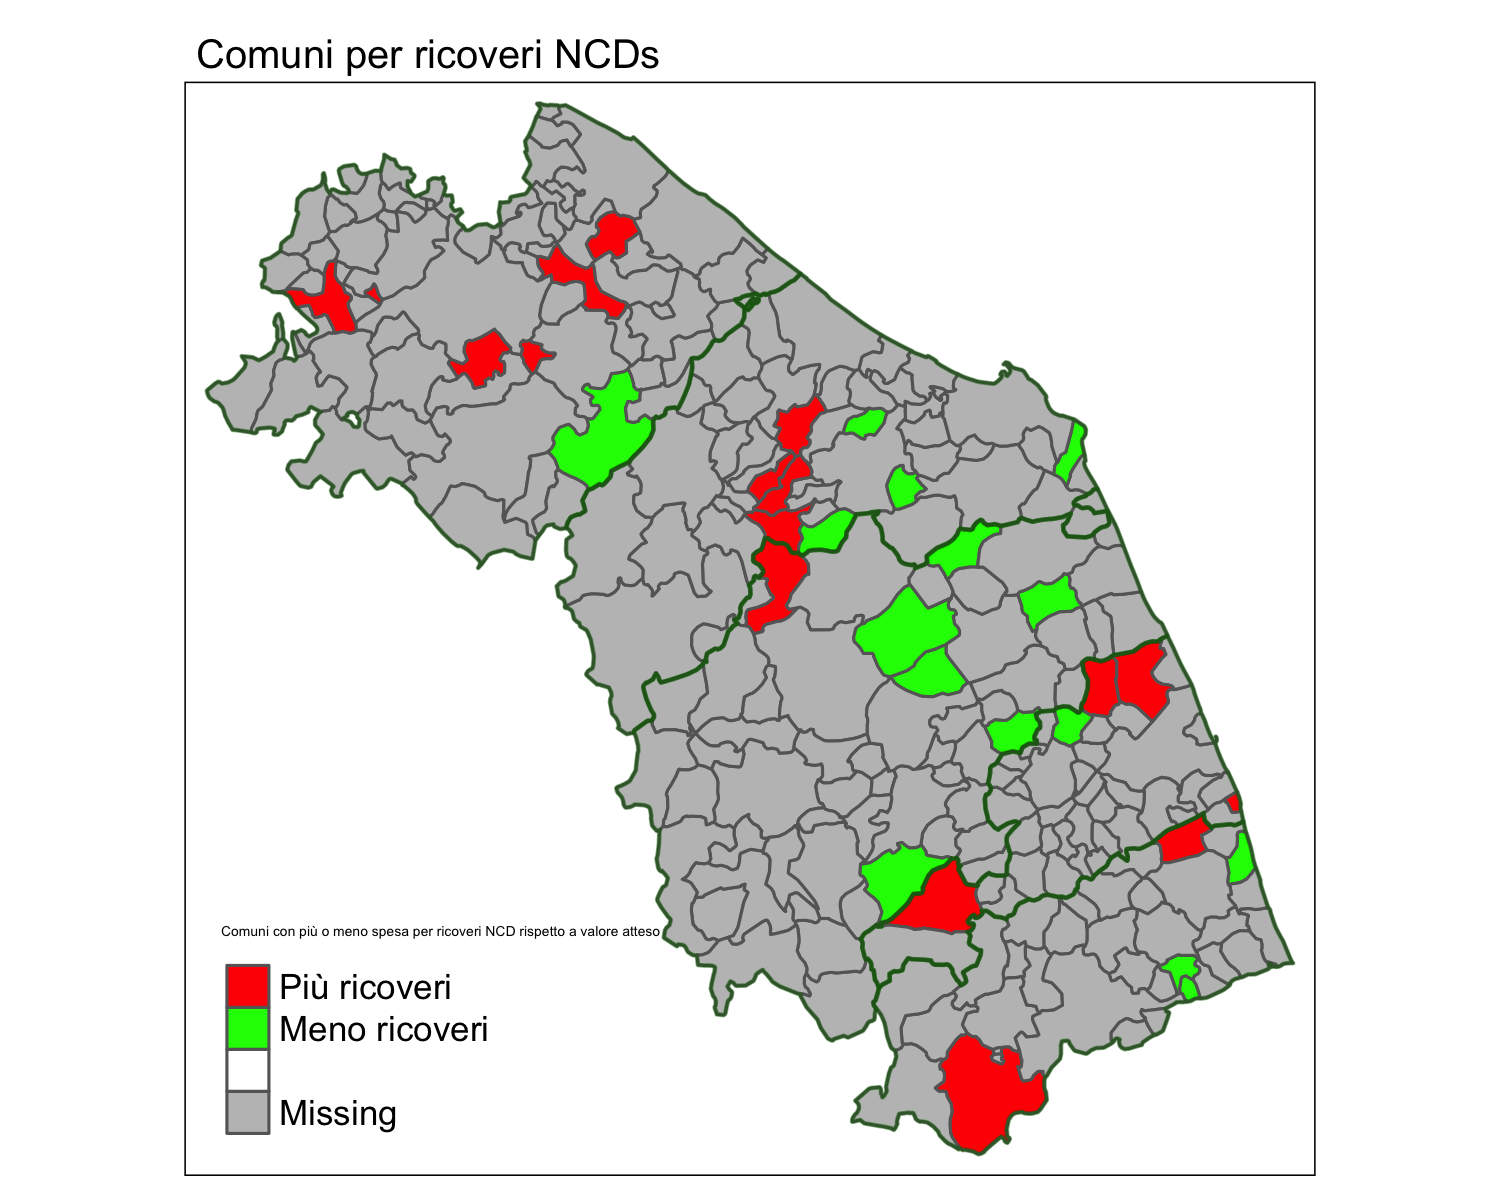 Comuni per ricoveri NCDs
Comuni con più o meno spesa per ricoveri NCD rispetto a valore atteso
Più ricoveri
Meno ricoveri
Missing